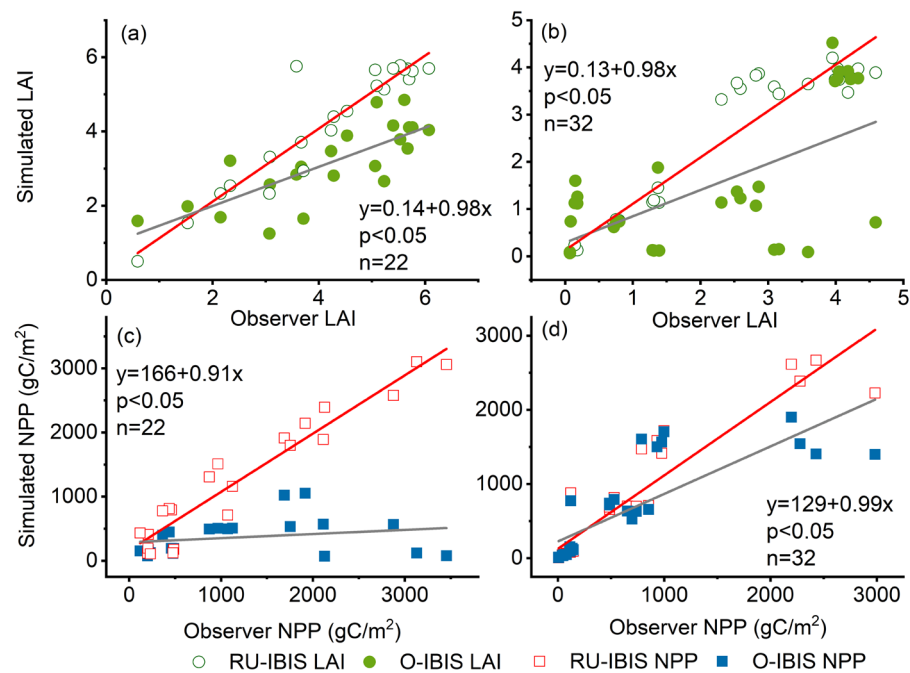 (a)
Simulated LAI
6
4
2
0
y=0.14+0.98x
p<0.05
n=22
0 2 4 6
Observer LAI
(b)
5
4
3
2
1
0
y=0.13+0.98x
p<0.05
n=32
0 1 2 3 4 5
Observer LAI
(c)
Simulated NPP (gC/m²)
3000
2000
1000
0
y=166+0.91x
p<0.05
n=22
0 1000 2000 3000
Observer NPP (gC/m²)
(d)
3000
2000
1000
0
y=129+0.99x
p<0.05
n=32
0 1000 2000 3000
Observer NPP (gC/m²)
RU-IBIS LAI O-IBIS LAI RU-IBIS NPP O-IBIS NPP